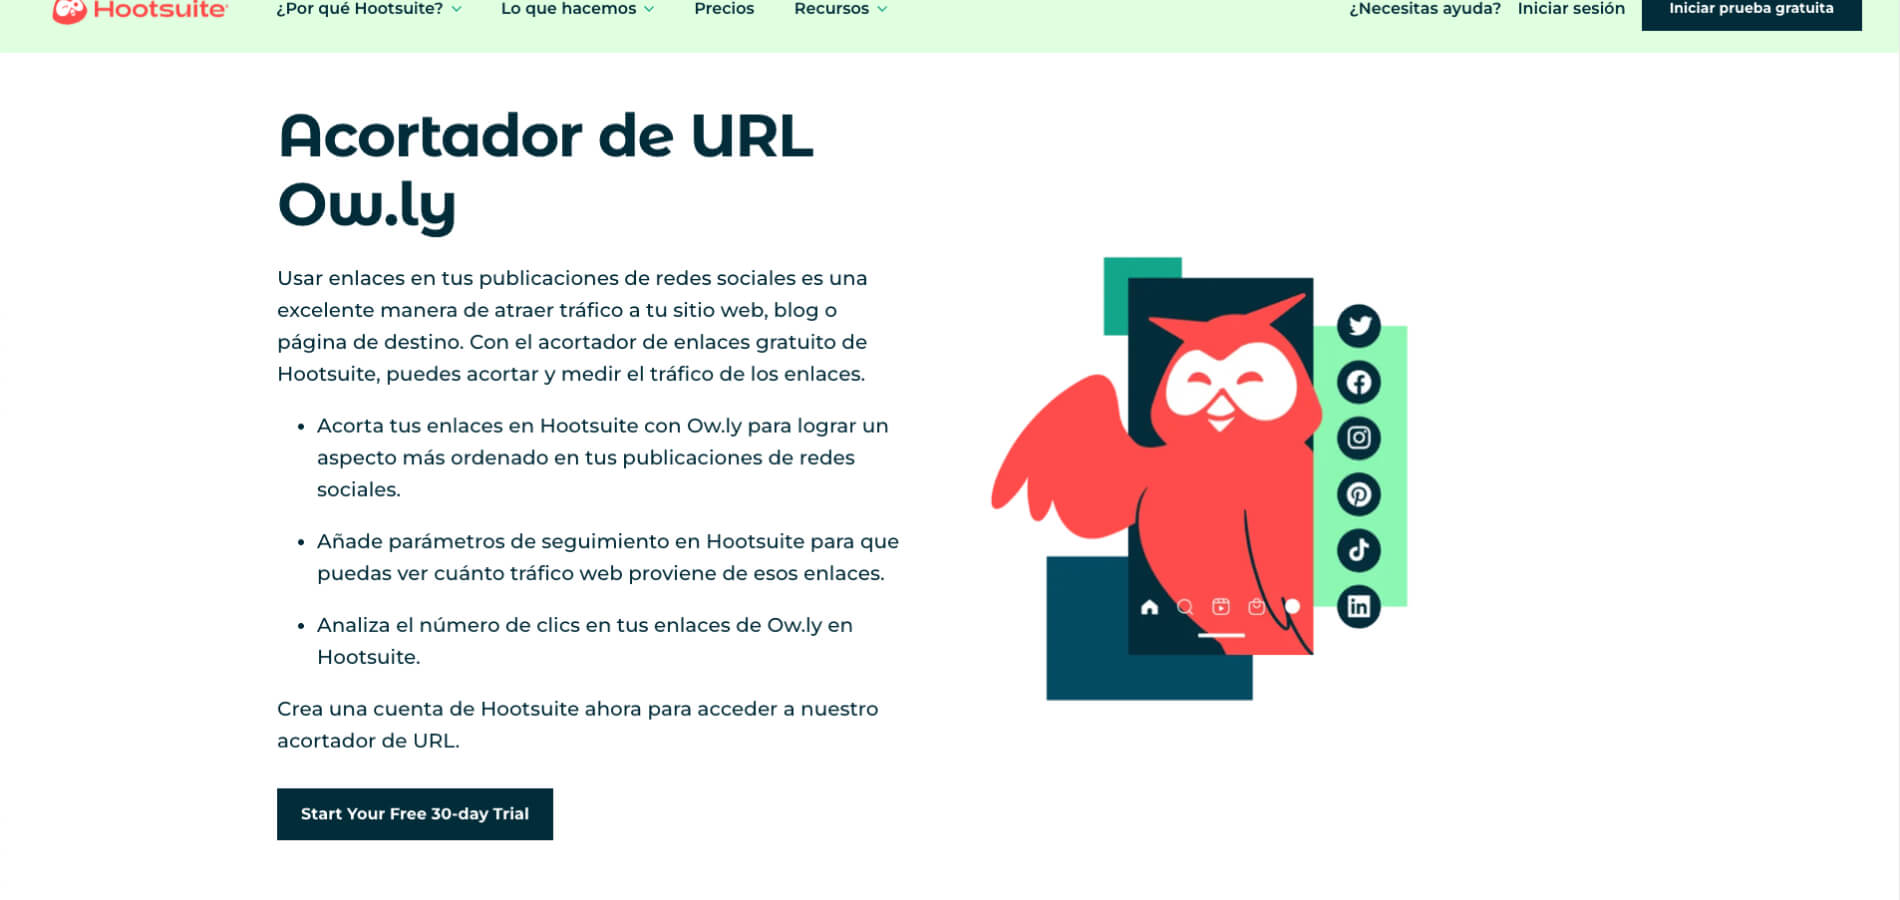 Hootsuite
¿Por qué Hootsuite?
Lo que hacemos
Precios
Recursos
¿Necesitas ayuda?
Iniciar sesión
Iniciar prueba gratuita
Acortador de URL
Ow.ly
Usar enlaces en tus publicaciones de redes sociales es una
excelente manera de atraer tráfico a tu sitio web, blog o
página de destino. Con el acortador de enlaces gratuito de
Hootsuite, puedes acortar y medir el tráfico de los enlaces.
• Acorta tus enlaces en Hootsuite con Ow.ly para lograr un
aspecto más ordenado en tus publicaciones de redes
sociales.
• Añade parámetros de seguimiento en Hootsuite para que
puedas ver cuánto tráfico web proviene de esos enlaces.
• Analiza el número de clics en tus enlaces de Ow.ly en
Hootsuite.
Crea una cuenta de Hootsuite ahora para acceder a nuestro
acortador de URL.
Start Your Free 30-day Trial